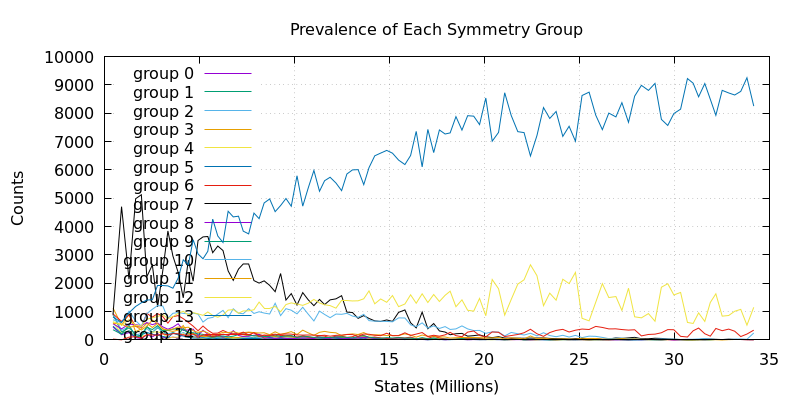 Prevalence of Each Symmetry Group
Counts
10000
9000
8000
7000
6000
5000
4000
3000
2000
1000
0
group 0
group 1
group 2
group 3
group 4
group 5
group 6
group 7
group 8
group 9
group 10
group 11
group 12
group 13
group 14
0 5 10 15 20 25 30 35
States (Millions)